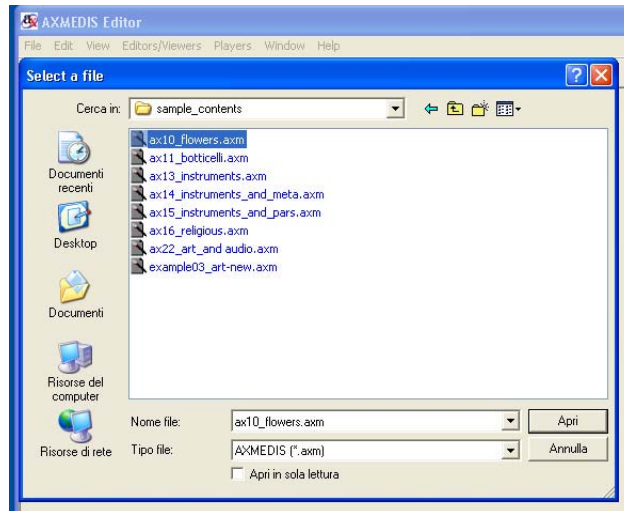 AXMEDIS Editor
File Edit View Editors/Viewers Players Window Help
Select a file
Cerca in: sample_contents
ax10_flowers.axm
ax11_botticelli.axm
ax13_instruments.axm
ax14_instruments_and_meta.axm
ax15_instruments_and_pars.axm
ax16_religious.axm
ax22_art_and audio.axm
example03_art-new.axm
Documenti
recenti
Desktop
Documenti
Risorse del
computer
Risorse di rete
Nome file: ax10_flowers.axm Apri
Tipo file: AXMEDIS (*.axm) Annulla
Apri in sola lettura